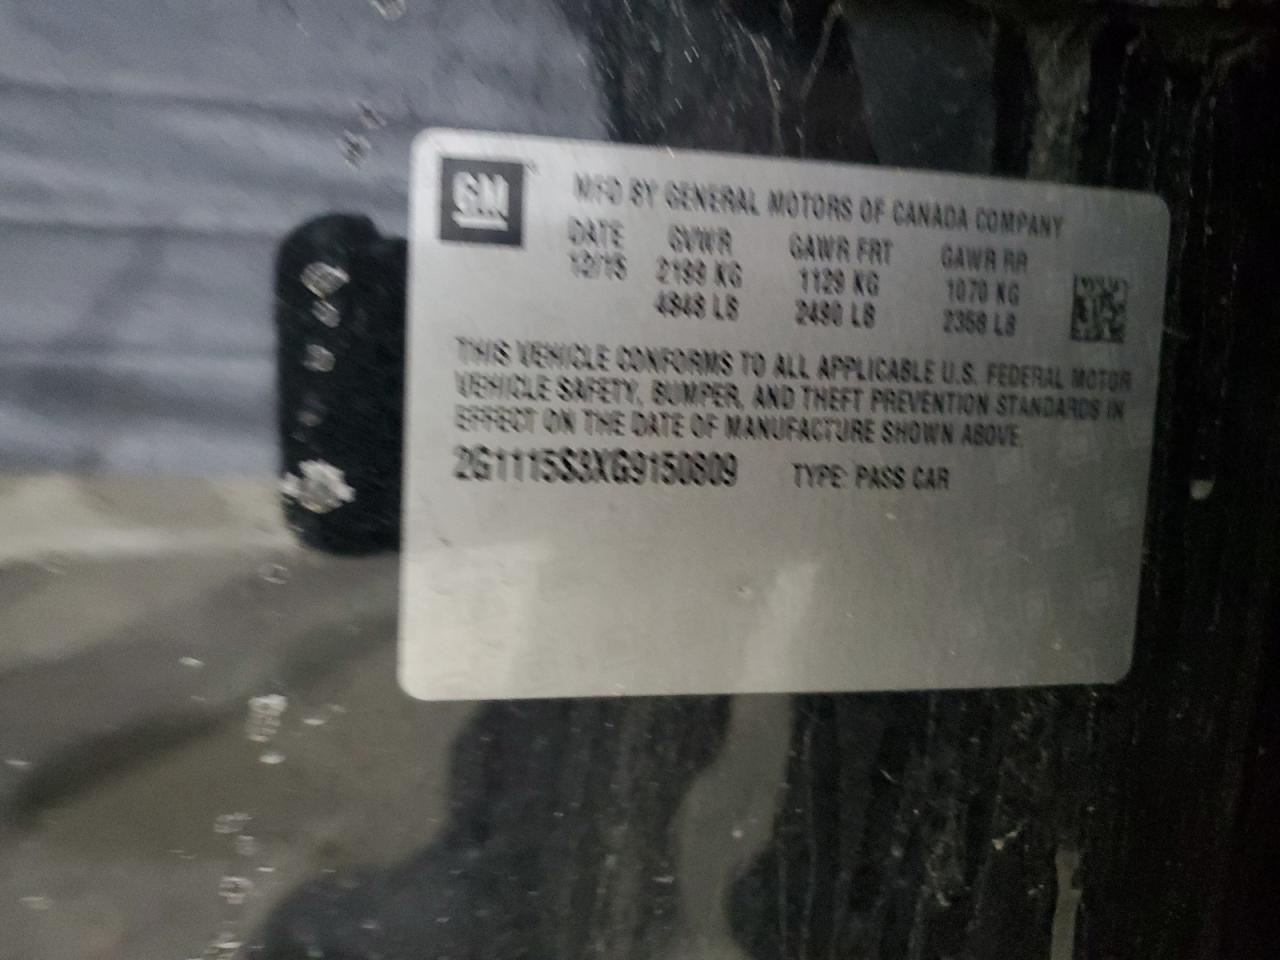 GM
MFD BY GENERAL MOTORS OF CANADA COMPANY
DATE GVWR GAWR FRT GAWR RR
12/15 2199 KG 1129 KG 1070 KG
4848 LB 2490 LB 2358 LB
THIS VEHICLE CONFORMS TO ALL APPLICABLE U.S. FEDERAL MOTOR
VEHICLE SAFETY, BUMPER, AND THEFT PREVENTION STANDARDS IN
EFFECT ON THE DATE OF MANUFACTURE SHOWN ABOVE.
2G1115S3XG9150809 TYPE: PASS CAR